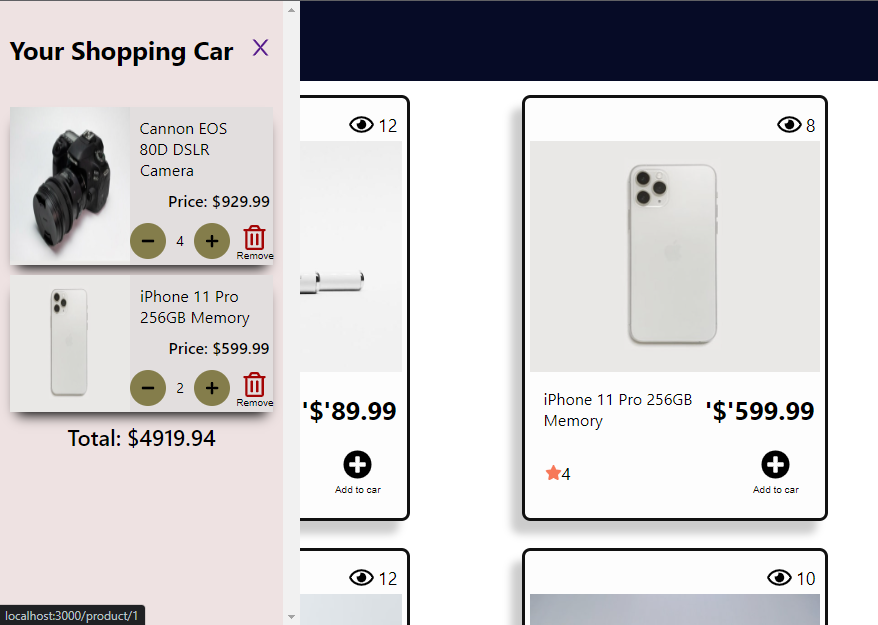 Your Shopping Car X
Cannon EOS
80D DSLR
Camera
Price: $929.99
4
Remove
iPhone 11 Pro
256GB Memory
Price: $599.99
2
Remove
Total: $4919.94
12
'$'89.99
Add to car
8
iPhone 11 Pro 256GB
Memory
'$'599.99
4
Add to car
12
10
localhost:3000/product/1